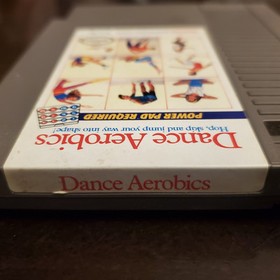 Dance Aerobics
Hop, skip and jump your way into shape!
POWER PAD REQUIRED
Dance Aerobics